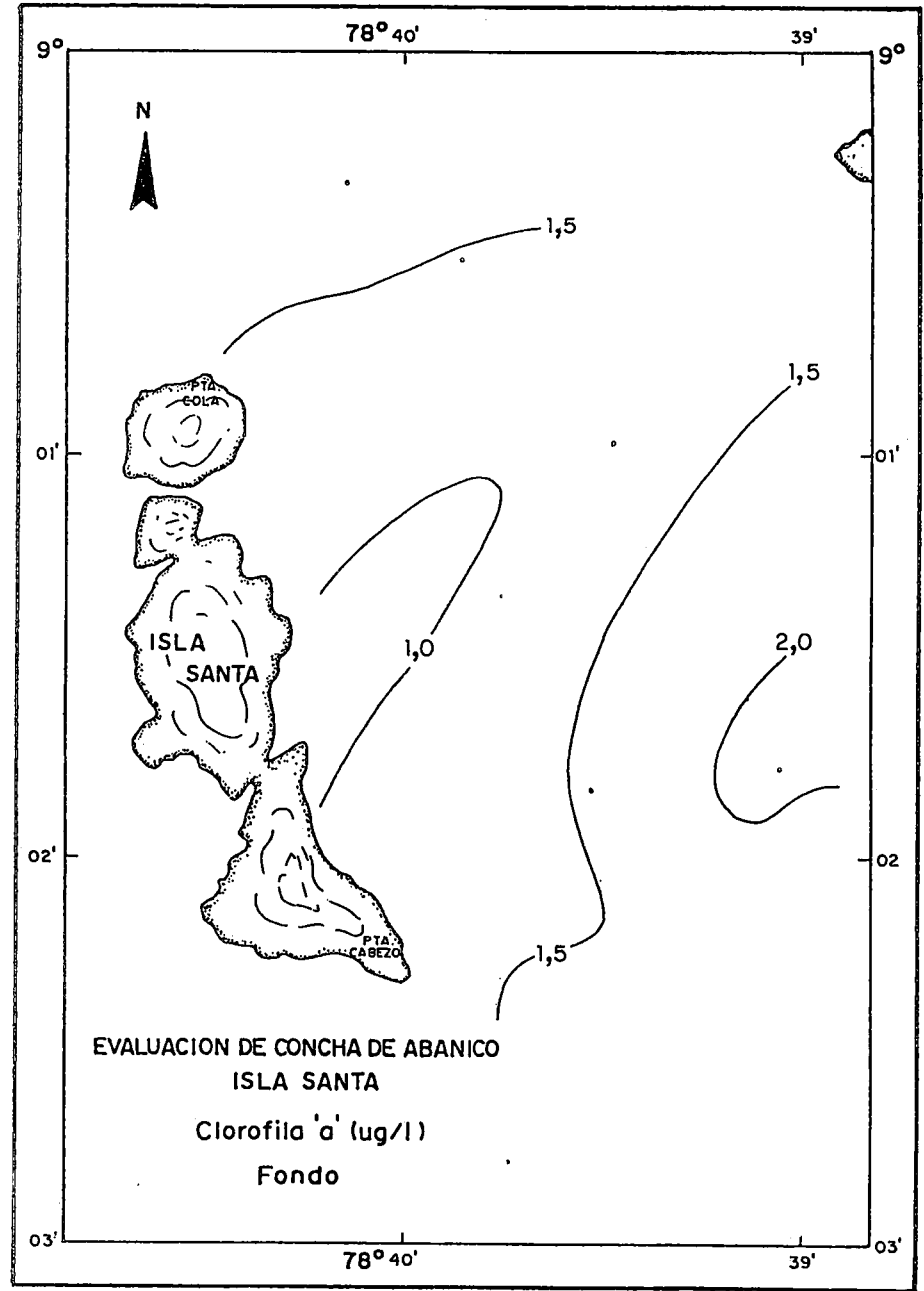 78° 40' 39'
9° 9°
N
1,5
1,5
PTA.
COLA
01' 01'
1,0
2,0
ISLA
SANTA
02' 02
PTA.
CABEZO
1,5
EVALUACION DE CONCHA DE ABANICO
ISLA SANTA
Clorofila 'a' (ug/l)
Fondo
03' 03'
78° 40' 39'